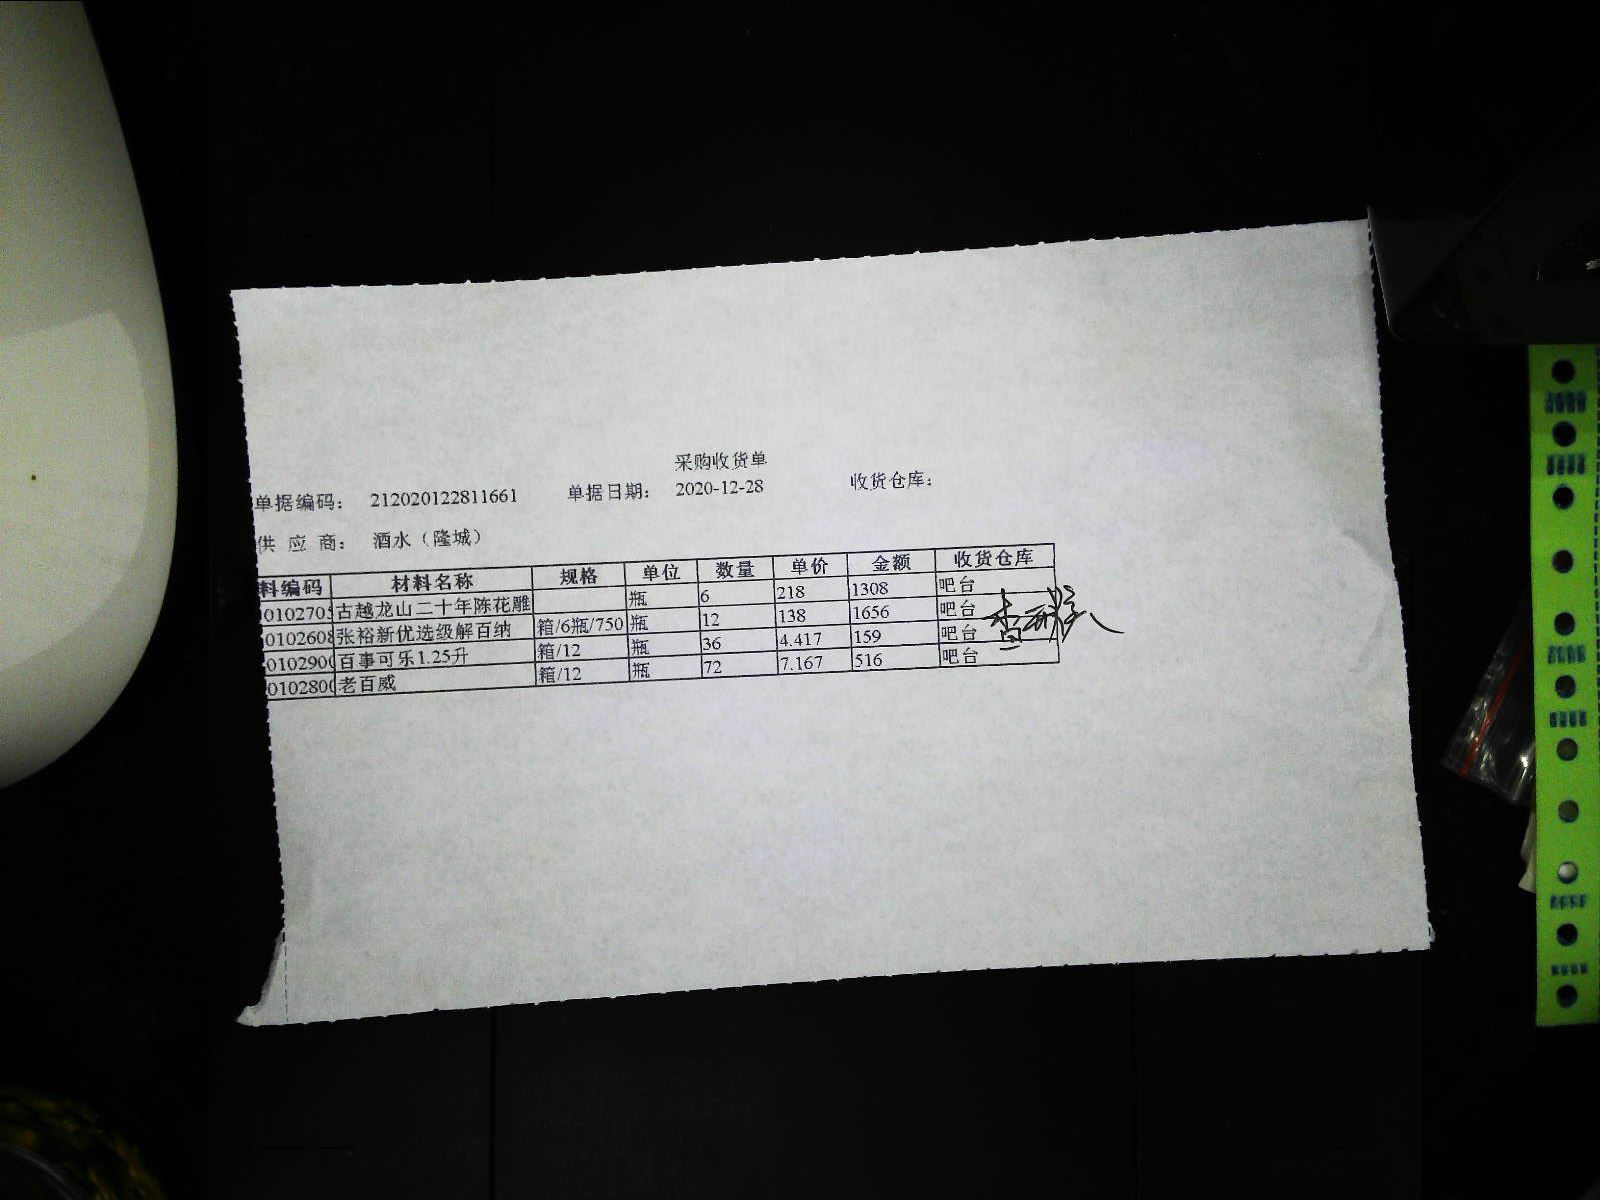 采购收货单
单据编码： 212020122811661 单据日期： 2020-12-28 收货仓库：
供 应 商： 酒水（隆城）
料编码 材料名称 规格 单位 数量 单价 金额 收货仓库
0102705 古越龙山二十年陈花雕 瓶 6 218 1308 吧台
0102608 张裕新优选级解百纳 箱/6瓶/750 瓶 12 138 1656 吧台
0102900 百事可乐1.25升 箱/12 瓶 36 4.417 159 吧台
0102800 老百威 箱/12 瓶 72 7.167 516 吧台